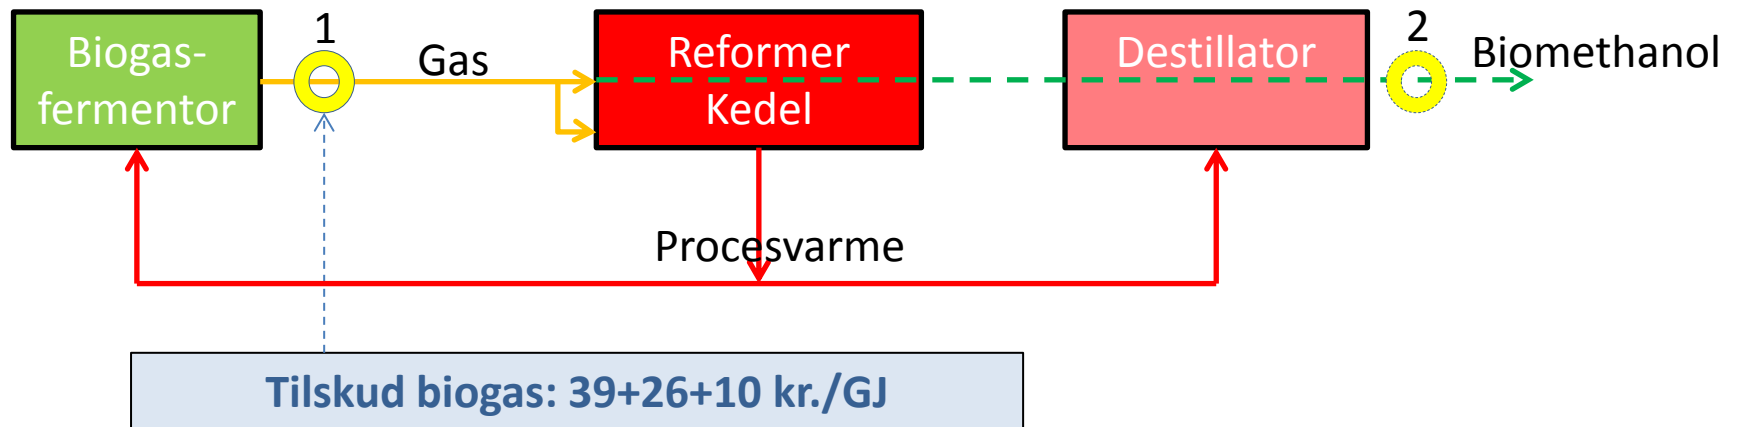 Biogas-
fermentor
1
Gas
Reformer
Kedel
Destillator
2
Biomethanol
Procesvarme
Tilskud biogas: 39+26+10 kr./GJ